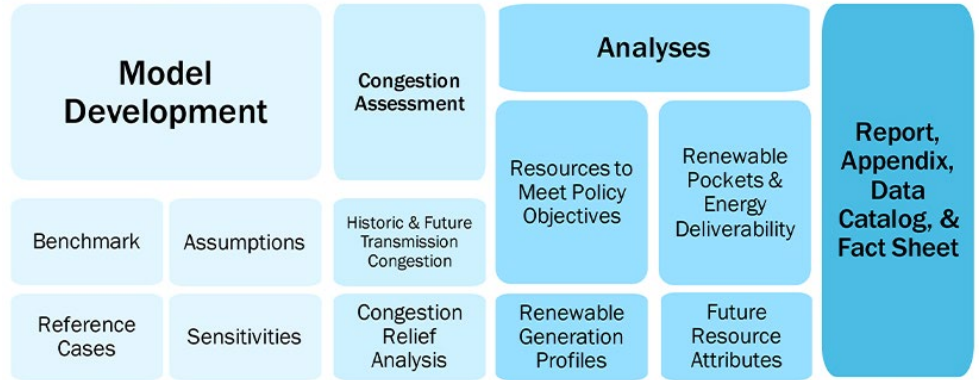 Model
Development
Benchmark
Assumptions
Reference
Cases
Sensitivities
Congestion
Assessment
Historic & Future
Transmission
Congestion
Congestion
Relief
Analysis
Analyses
Resources to
Meet Policy
Objectives
Renewable
Pockets &
Energy
Deliverability
Renewable
Generation
Profiles
Future
Resource
Attributes
Report,
Appendix,
Data
Catalog, &
Fact Sheet